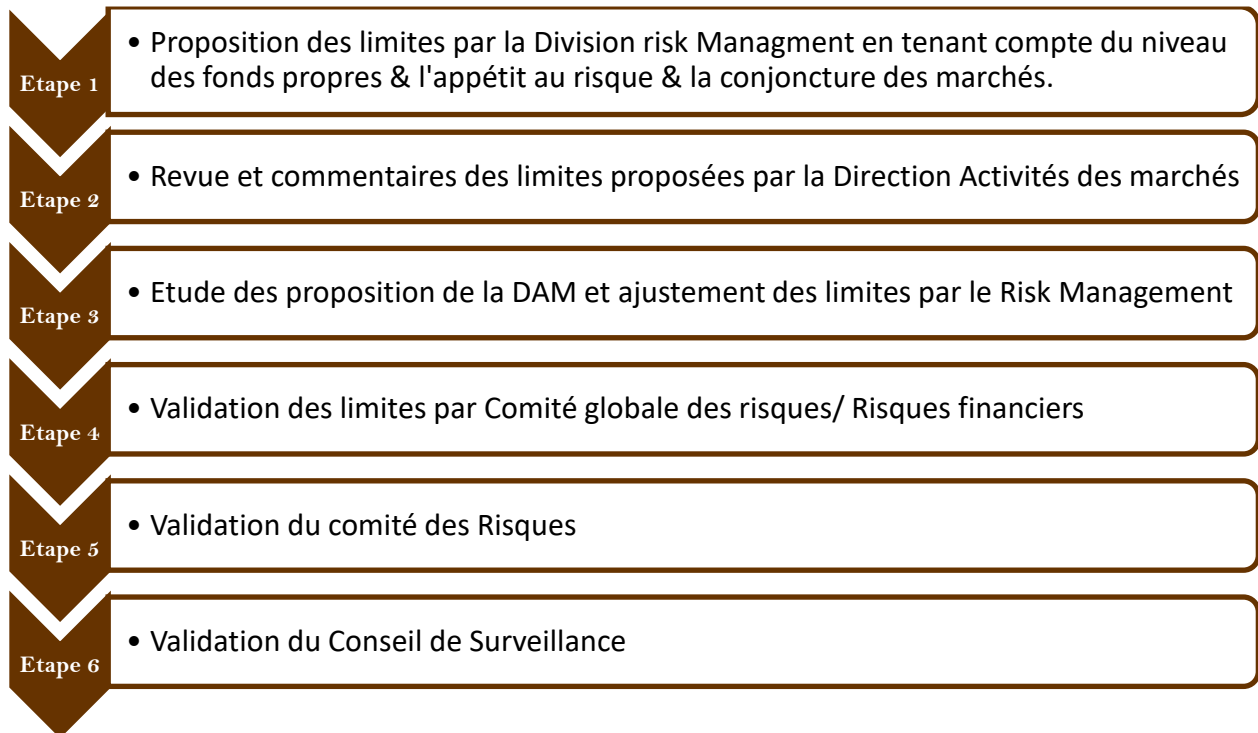 Etape 1
• Proposition des limites par la Division risk Managment en tenant compte du niveau
des fonds propres & l'appétit au risque & la conjoncture des marchés.
Etape 2
• Revue et commentaires des limites proposées par la Direction Activités des marchés
Etape 3
• Etude des proposition de la DAM et ajustement des limites par le Risk Management
Etape 4
• Validation des limites par Comité globale des risques/ Risques financiers
Etape 5
• Validation du comité des Risques
Etape 6
• Validation du Conseil de Surveillance